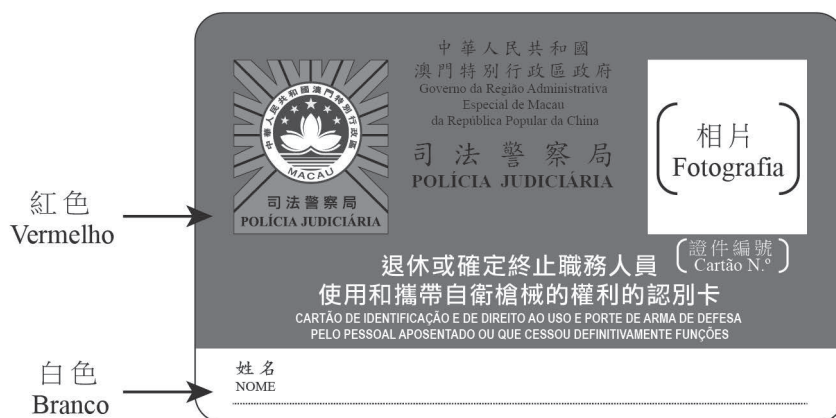 中華人民共和國
澳門特別行政區政府
Governo da Região Administrativa
Especial de Macau
da República Popular da China
司法警察局
POLÍCIA JUDICIÁRIA
中華人民共和國澳門特別行政區
MACAU
司法警察局
POLÍCIA JUDICIÁRIA
相片
Fotografia
紅色
Vermelho
證件編號
Cartão N.º
退休或確定終止職務人員
使用和攜帶自衛槍械的權利的認別卡
CARTÃO DE IDENTIFICAÇÃO E DE DIREITO AO USO E PORTE DE ARMA DE DEFESA
PELO PESSOAL APOSENTADO OU QUE CESSOU DEFINITIVAMENTE FUNÇÕES
白色
Branco
姓名
NOME